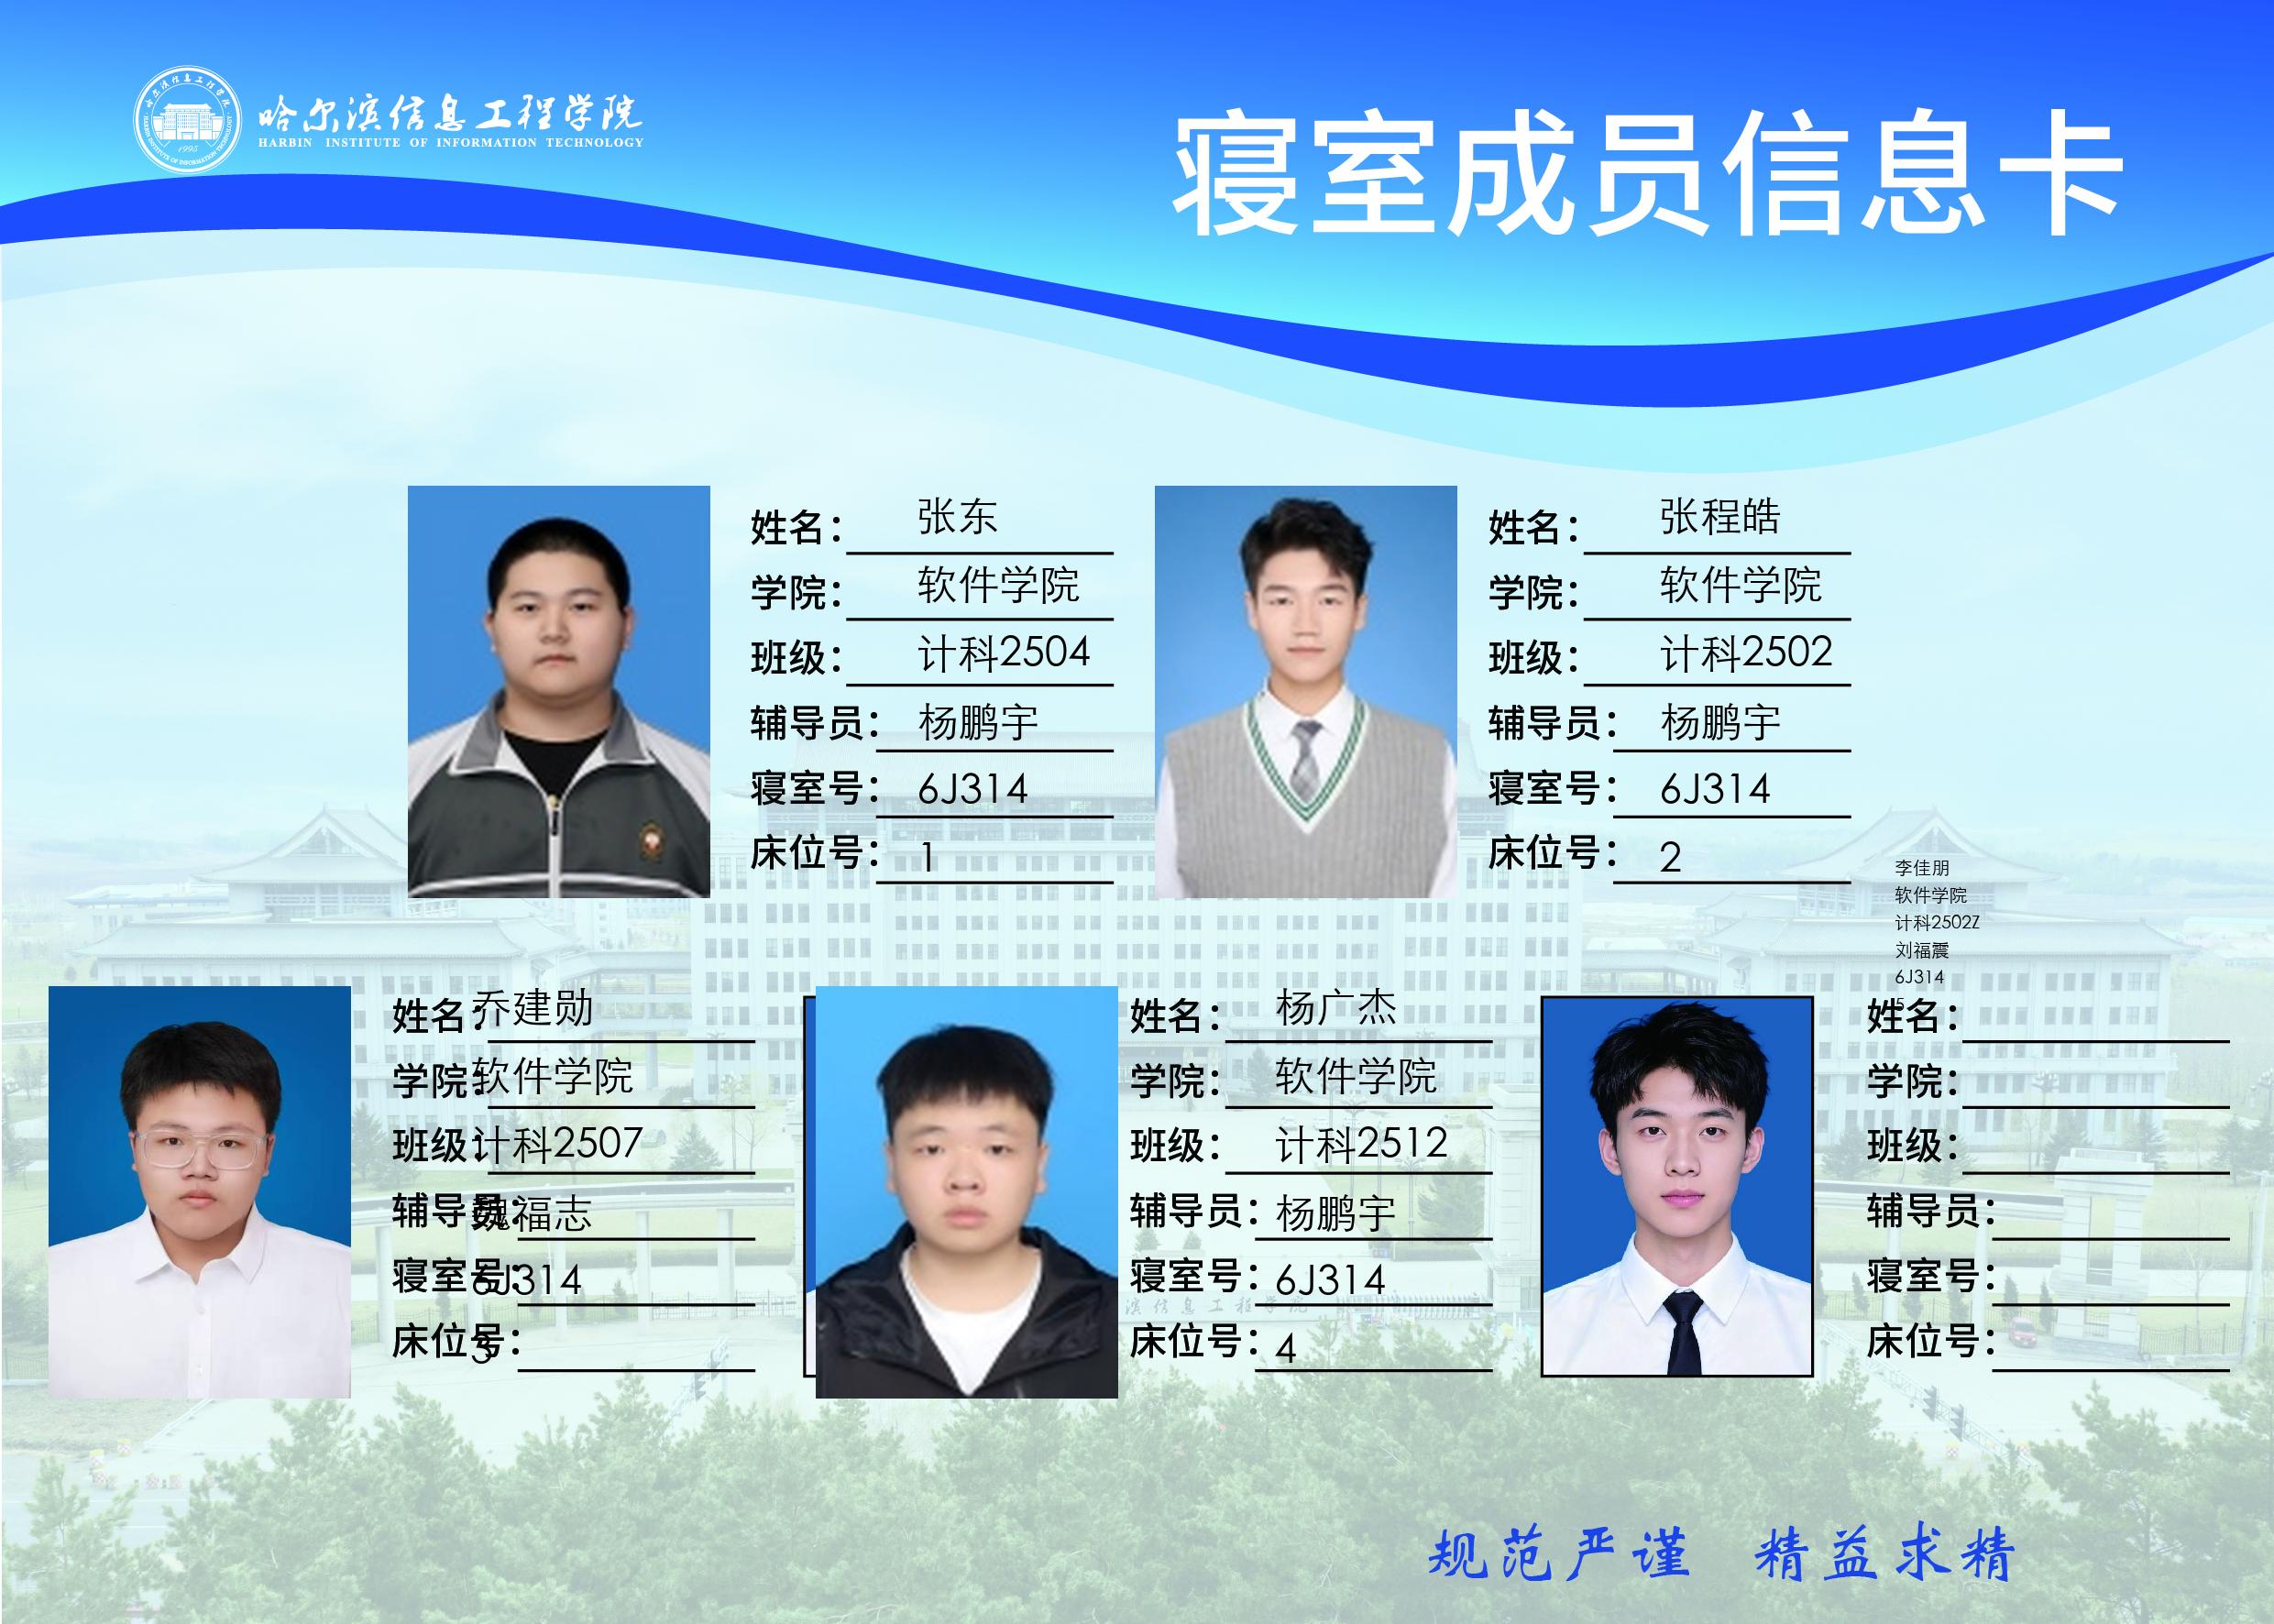 哈尔滨信息工程学院
HARBIN INSTITUTE OF INFORMATION TECHNOLOGY
1995
寝室成员信息卡
姓名：张东
学院：软件学院
班级：计科2504
辅导员：杨鹏宇
寝室号：6J314
床位号：1
姓名：张程皓
学院：软件学院
班级：计科2502
辅导员：杨鹏宇
寝室号：6J314
床位号：2
李佳朋
软件学院
计科2502Z
刘福震
6J314
5
姓名：乔建勋
学院：软件学院
班级：计科2507
辅导员：魏福志
寝室号：6J314
床位号：3
姓名：杨广杰
学院：软件学院
班级：计科2512
辅导员：杨鹏宇
寝室号：6J314
床位号：4
姓名：
学院：
班级：
辅导员：
寝室号：
床位号：
滨信息工程学院
规范严谨 精益求精